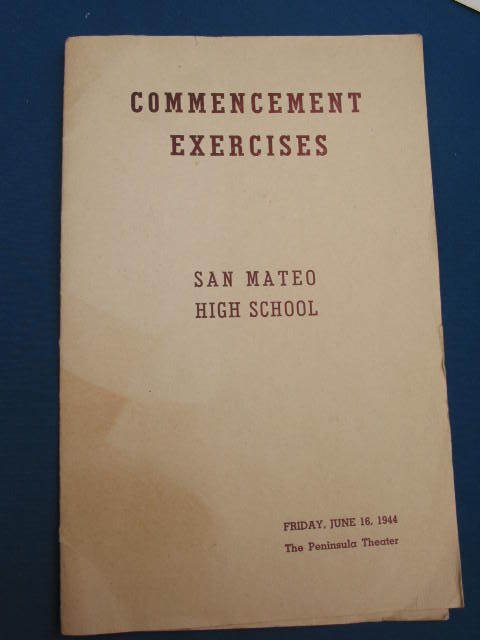 COMMENCEMENT
EXERCISES
SAN MATEO
HIGH SCHOOL
FRIDAY, JUNE 16, 1944
The Peninsula Theater